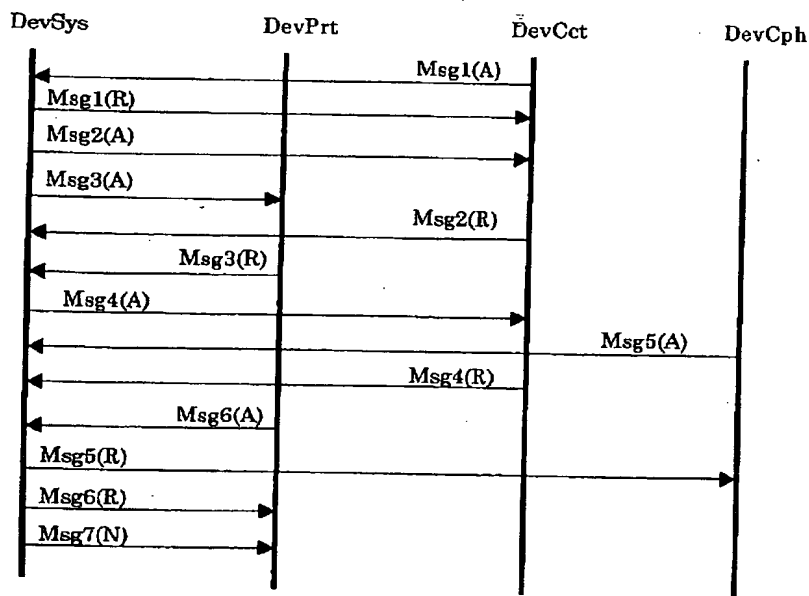 DevSys DevPrt DevCct DevCph
Msg1(A)
Msg1(R)
Msg2(A)
Msg3(A)
Msg2(R)
Msg3(R)
Msg4(A)
Msg5(A)
Msg4(R)
Msg6(A)
Msg5(R)
Msg6(R)
Msg7(N)